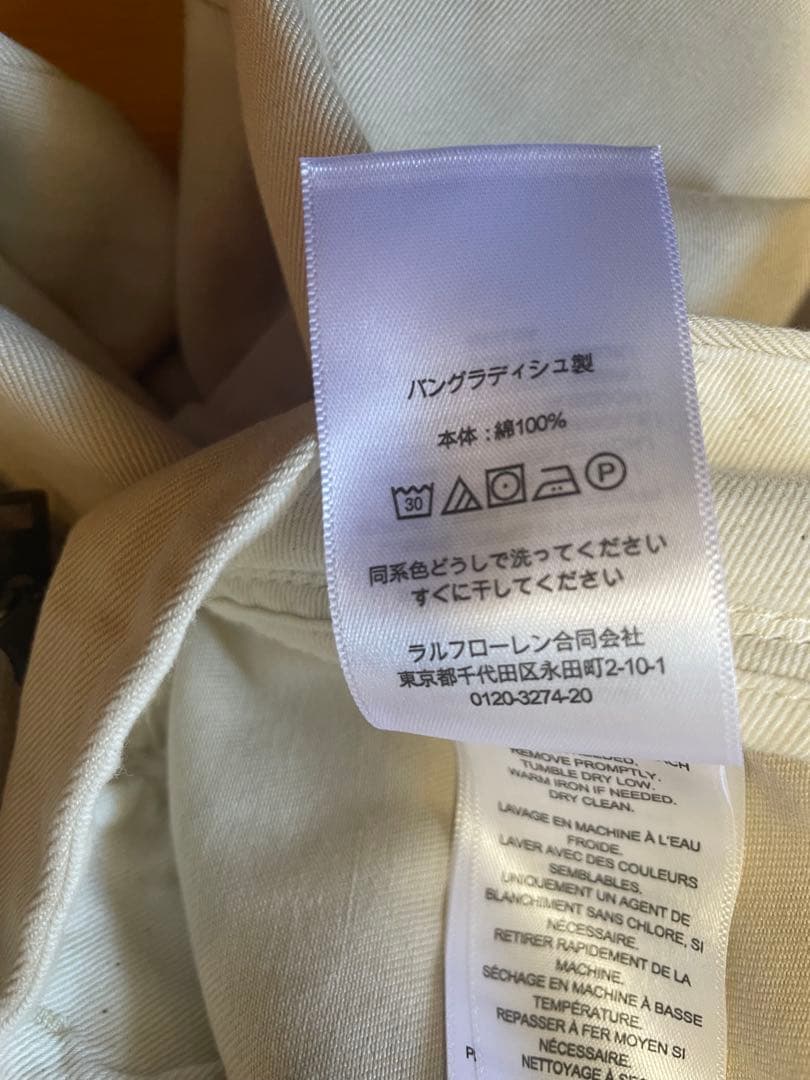 バングラディシュ製
本体:綿100%
30
P
同系色どうしで洗ってください
すぐに干してください
ラルフローレン合同会社
東京都千代田区永田町2-10-1
0120-3274-20
NEEDED.
REMOVE PROMPTLY.
TUMBLE DRY LOW.
WARM IRON IF NEEDED.
DRY CLEAN.
LAVAGE EN MACHINE À L'EAU
FROIDE.
LAVER AVEC DES COULEURS
SEMBLABLES.
UNIQUEMENT UN AGENT DE
BLANCHIMENT SANS CHLORE, SI
NÉCESSAIRE.
RETIRER RAPIDEMENT DE LA
MACHINE.
SÉCHAGE EN MACHINE À BASSE
TEMPÉRATURE.
REPASSER À FER MOYEN SI
NÉCESSAIRE.
NETTOYAGE À